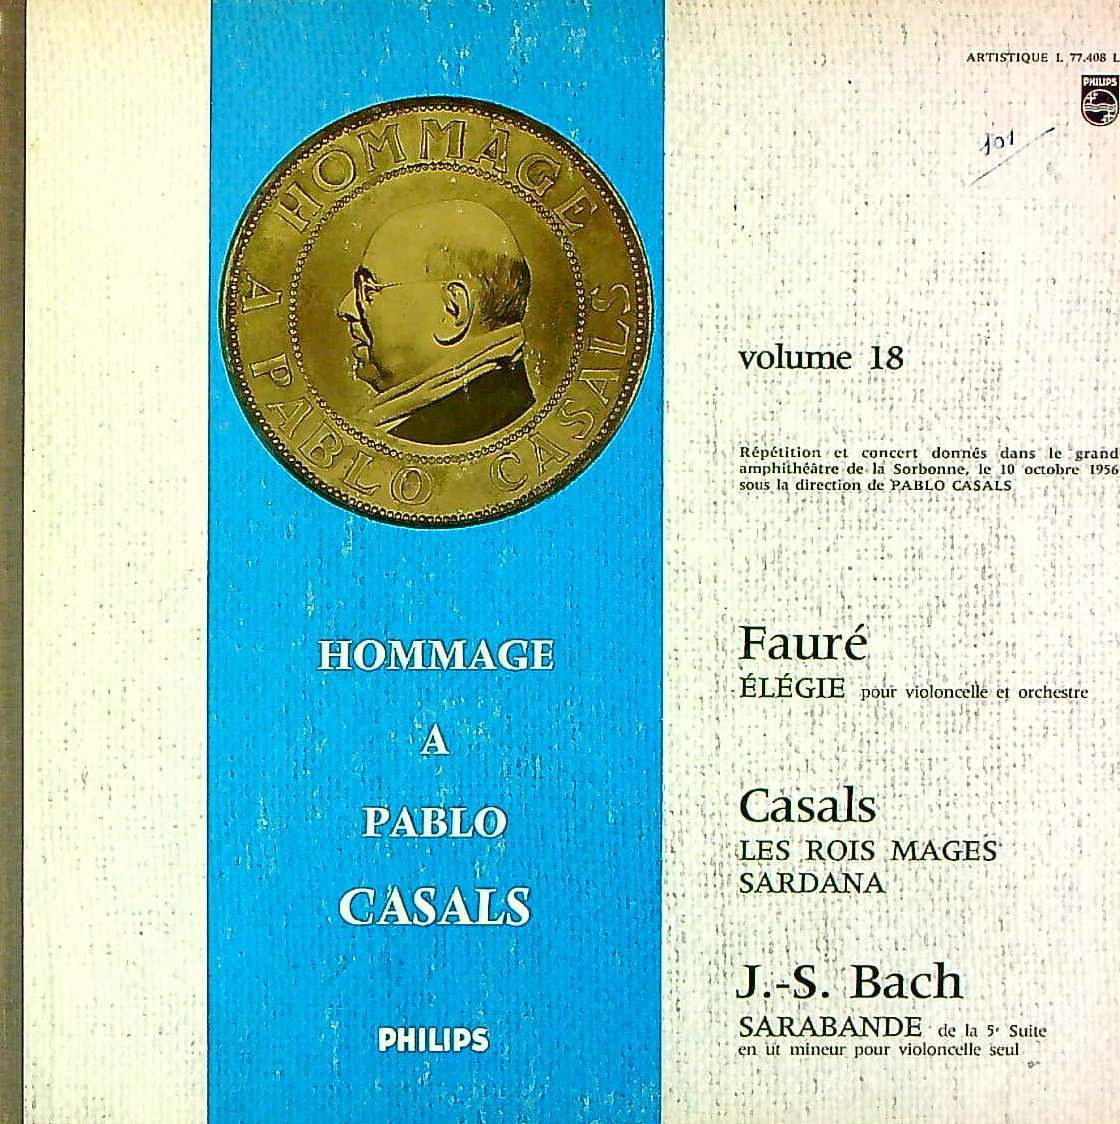 ARTISTIQUE L 77.408 L
PHILIPS
101
A HOMMAGE
A PABLO CASALS
volume 18
Répétition et concert donnés dans le grand
amphithéâtre de la Sorbonne, le 10 octobre 1956
sous la direction de PABLO CASALS
HOMMAGE
A
PABLO
CASALS
PHILIPS
Fauré
ÉLÉGIE pour violoncelle et orchestre
Casals
LES ROIS MAGES
SARDANA
J.-S. Bach
SARABANDE de la 5e Suite
en ut mineur pour violoncelle seul